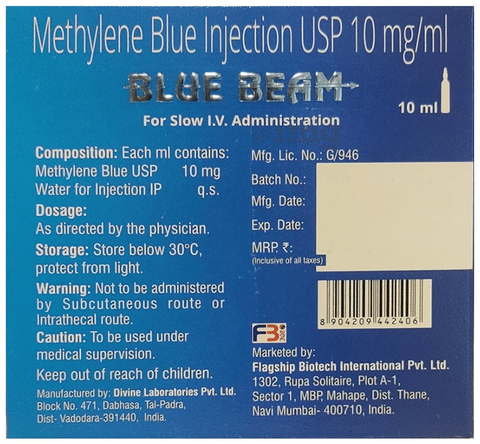 Methylene Blue Injection USP 10 mg/ml
BLUE BEAM
10 ml
For Slow I.V. Administration
Composition: Each ml contains:
Methylene Blue USP 10 mg
Water for Injection IP q.s.
Dosage:
As directed by the physician.
Storage: Store below 30°C,
protect from light.
Warning: Not to be administered
by Subcutaneous route or
Intrathecal route.
Caution: To be used under
medical supervision.
Keep out of reach of children.
Manufactured by: Divine Laboratories Pvt. Ltd.
Block No. 471, Dabhasa, Tal-Padra,
Dist- Vadodara-391440, India.
Mfg. Lic. No.: G/946
Batch No.:
Mfg. Date:
Exp. Date:
MRP. ₹:
(Inclusive of all taxes)
8 904209 442406
FB
Marketed by:
Flagship Biotech International Pvt. Ltd.
1302, Rupa Solitaire, Plot A-1,
Sector 1, MBP, Mahape, Dist. Thane,
Navi Mumbai- 400710, India.